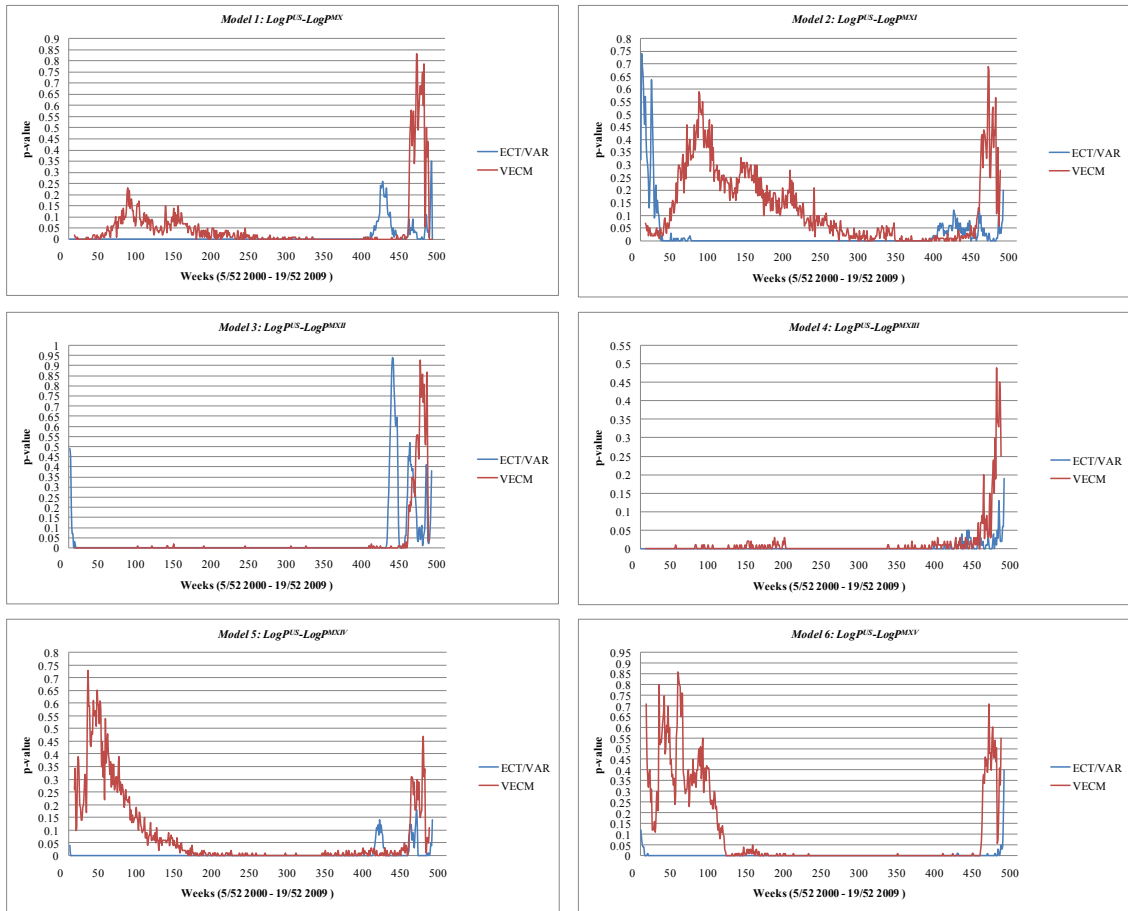 Model 1: LogP^US-LogP^MX
0.9
0.85
0.8
0.75
0.7
0.65
0.6
0.55
0.5
0.45
0.4
0.35
0.3
0.25
0.2
0.15
0.1
0.05
0
p-value
0 50 100 150 200 250 300 350 400 450 500
Weeks (5/52 2000 - 19/52 2009 )
ECT/VAR
VECM
Model 2: LogP^US-LogP^MXI
0.8
0.75
0.7
0.65
0.6
0.55
0.5
0.45
0.4
0.35
0.3
0.25
0.2
0.15
0.1
0.05
0
p-value
0 50 100 150 200 250 300 350 400 450 500
Weeks (5/52 2000 - 19/52 2009 )
ECT/VAR
VECM
Model 3: LogP^US-LogP^MXII
1
0.95
0.9
0.85
0.8
0.75
0.7
0.65
0.6
0.55
0.5
0.45
0.4
0.35
0.3
0.25
0.2
0.15
0.1
0.05
0
p-value
0 50 100 150 200 250 300 350 400 450 500
Weeks (5/52 2000 - 19/52 2009 )
ECT/VAR
VECM
Model 4: LogP^US-LogP^MXIII
0.55
0.5
0.45
0.4
0.35
0.3
0.25
0.2
0.15
0.1
0.05
0
p-value
0 50 100 150 200 250 300 350 400 450 500
Weeks (5/52 2000 - 19/52 2009 )
ECT/VAR
VECM
Model 5: LogP^US-LogP^MXIV
0.8
0.75
0.7
0.65
0.6
0.55
0.5
0.45
0.4
0.35
0.3
0.25
0.2
0.15
0.1
0.05
0
p-value
0 50 100 150 200 250 300 350 400 450 500
Weeks (5/52 2000 - 19/52 2009 )
ECT/VAR
VECM
Model 6: LogP^US-LogP^MXV
0.95
0.9
0.85
0.8
0.75
0.7
0.65
0.6
0.55
0.5
0.45
0.4
0.35
0.3
0.25
0.2
0.15
0.1
0.05
0
p-value
0 50 100 150 200 250 300 350 400 450 500
Weeks (5/52 2000 - 19/52 2009 )
ECT/VAR
VECM